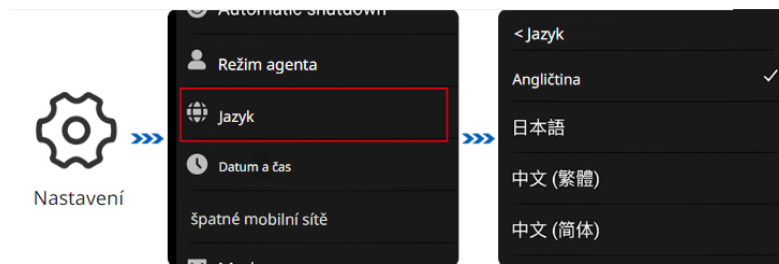 Nastavení
Automatic shutdown
Režim agenta
Jazyk
Datum a čas
špatné mobilní sítě
< Jazyk
Angličtina
日本語
中文 (繁體)
中文 (简体)